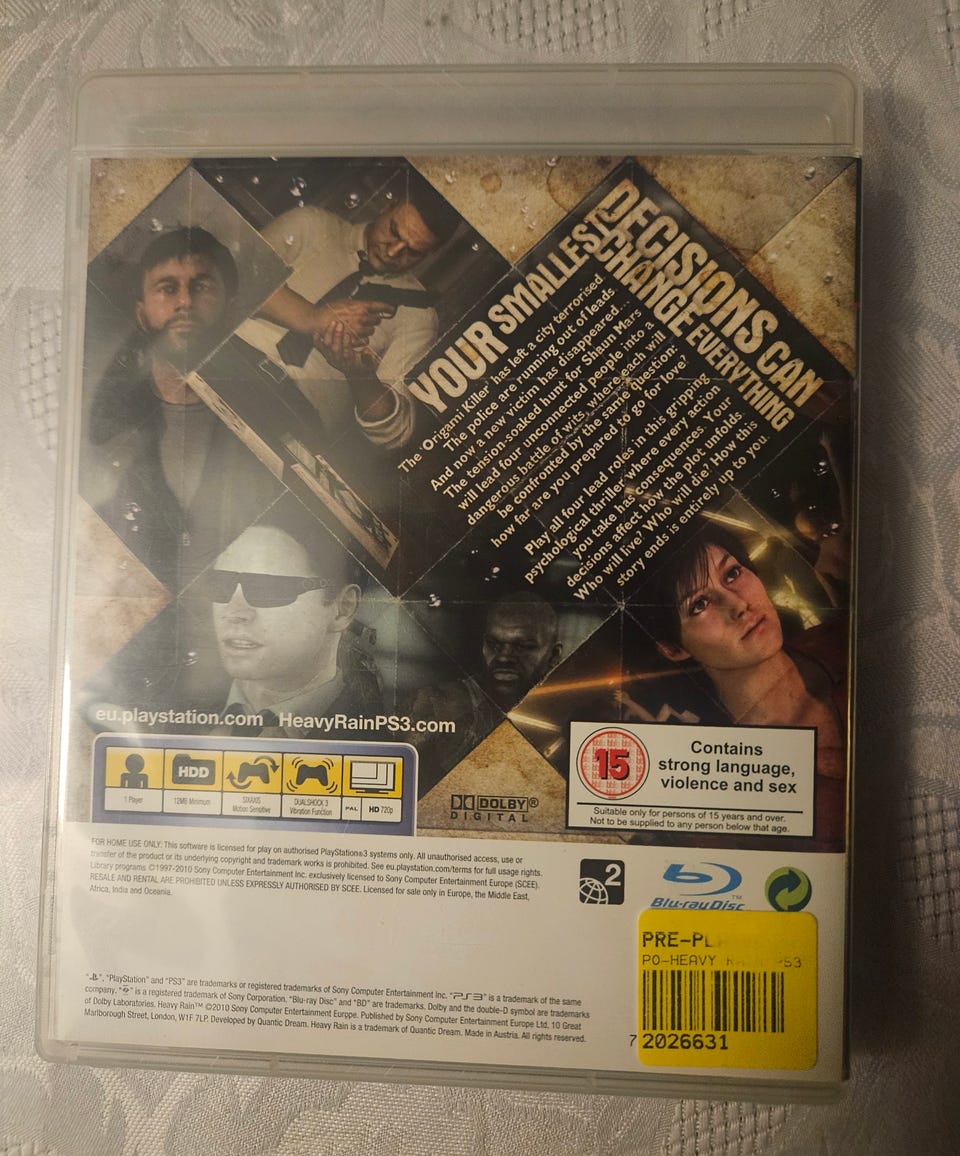 YOUR SMALLEST
DECISIONS CAN
CHANGE EVERYTHING
The 'Origami Killer' has left a city terrorised
The police are running out of leads
And now a new victim has disappeared...
The tension-soaked hunt for Shaun Mars
will lead four unconnected people into a
dangerous battle of wits, where each will
be confronted by the same question:
how far are you prepared to go for love?
Play all four lead roles in this gripping
psychological thriller where every action
you take has consequences. Your
decisions affect how the plot unfolds
Who will live? Who will die? How this
story ends is entirely up to you.
eu.playstation.com HeavyRainPS3.com
HDD
1 Player
12MB Minimum
SIXAXIS
Motion Sensitive
DUALSHOCK 3
Vibration Function
PAL
HD 720p
DOLBY®
DIGITAL
15
Contains
strong language,
violence and sex
Suitable only for persons of 15 years and over.
Not to be supplied to any person below that age.
FOR HOME USE ONLY: This software is licensed for play on authorised PlayStation®3 systems only. All unauthorised access, use or
transfer of the product or its underlying copyright and trademark works is prohibited. See eu.playstation.com/terms for full usage rights.
Library programs ©1997-2010 Sony Computer Entertainment Inc. exclusively licensed to Sony Computer Entertainment Europe (SCEE).
RESALE AND RENTAL ARE PROHIBITED UNLESS EXPRESSLY AUTHORISED BY SCEE. Licensed for sale only in Europe, the Middle East,
Africa, India and Oceania.
2
Blu-ray Disc™
", "PlayStation" and "PS3" are trademarks or registered trademarks of Sony Computer Entertainment Inc. "PS3" is a trademark of the same
company. " " is a registered trademark of Sony Corporation. "Blu-ray Disc" and "BD" are trademarks. Dolby and the double-D symbol are trademarks
of Dolby Laboratories. Heavy Rain™ ©2010 Sony Computer Entertainment Europe. Published by Sony Computer Entertainment Europe Ltd, 10 Great
Marlborough Street, London, W1F 7LP. Developed by Quantic Dream. Heavy Rain is a trademark of Quantic Dream. Made in Austria. All rights reserved.
PRE-PL
PO-HEAVY
7 2026631